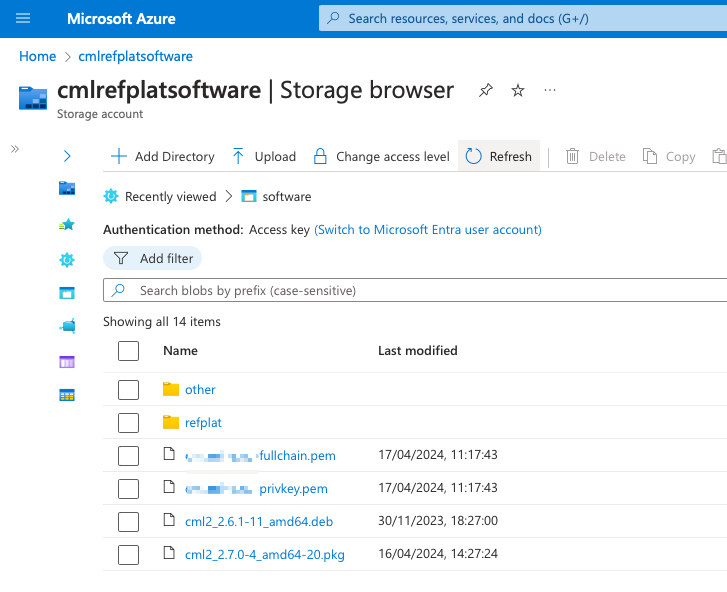 Microsoft Azure
Search resources, services, and docs (G+/)
Home > cmlrefplatsoftware
cmlrefplatsoftware | Storage browser
Storage account
Add Directory Upload Change access level Refresh Delete Copy
Recently viewed > software
Authentication method: Access key (Switch to Microsoft Entra user account)
Add filter
Search blobs by prefix (case-sensitive)
Showing all 14 items
Name Last modified
other
refplat
fullchain.pem 17/04/2024, 11:17:43
privkey.pem 17/04/2024, 11:17:43
cml2_2.6.1-11_amd64.deb 30/11/2023, 18:27:00
cml2_2.7.0-4_amd64-20.pkg 16/04/2024, 14:27:24